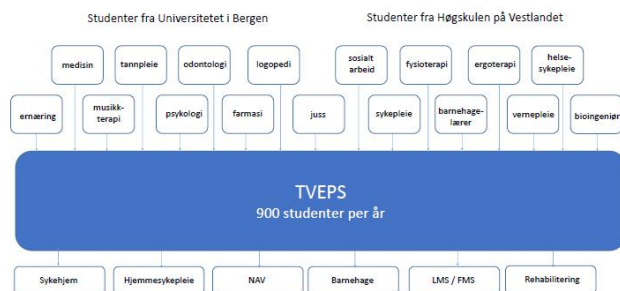 Studenter fra Universitetet i Bergen
Studenter fra Høgskulen på Vestlandet
medisin
tannpleie
odontologi
logopedi
sosialt
arbeid
fysioterapi
ergoterapi
helse-
sykepleie
ernæring
musikk-
terapi
psykologi
farmasi
juss
sykepleie
barnehage-
lærer
vernepleie
bioingeniør
TVEPS
900 studenter per år
Sykehjem
Hjemmesykepleie
NAV
Barnehage
LMS / FMS
Rehabilitering